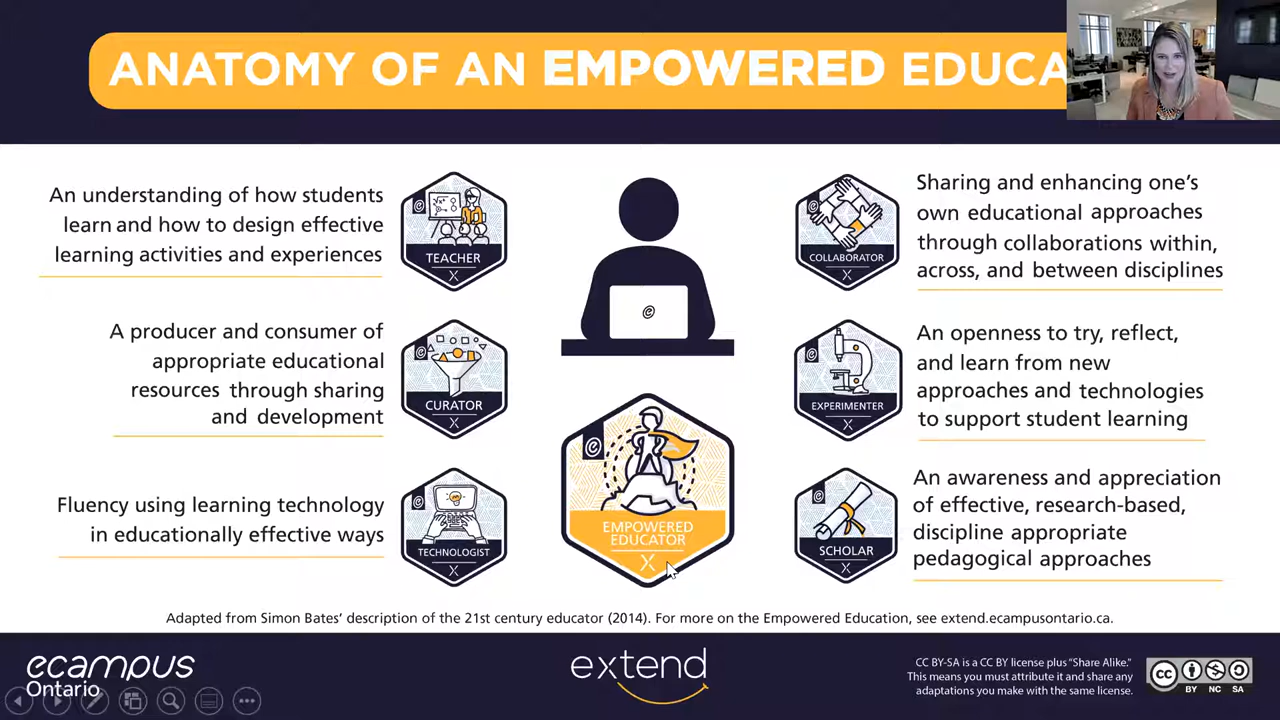 ANATOMY OF AN EMPOWERED EDUCA
An understanding of how students
learn and how to design effective
learning activities and experiences
TEACHER
X
A producer and consumer of
appropriate educational
resources through sharing
and development
CURATOR
X
Fluency using learning technology
in educationally effective ways
TECHNOLOGIST
X
EMPOWERED
EDUCATOR
X
COLLABORATOR
X
Sharing and enhancing one's
own educational approaches
through collaborations within,
across, and between disciplines
EXPERIMENTER
X
An openness to try, reflect,
and learn from new
approaches and technologies
to support student learning
SCHOLAR
X
An awareness and appreciation
of effective, research-based,
discipline appropriate
pedagogical approaches
Adapted from Simon Bates' description of the 21st century educator (2014). For more on the Empowered Education, see extend.ecampusontario.ca.
ecampus
Ontario
extend
CC BY-SA is a CC BY license plus "Share Alike."
This means you must attribute it and share any
adaptations you make with the same license.
cc
BY NC SA